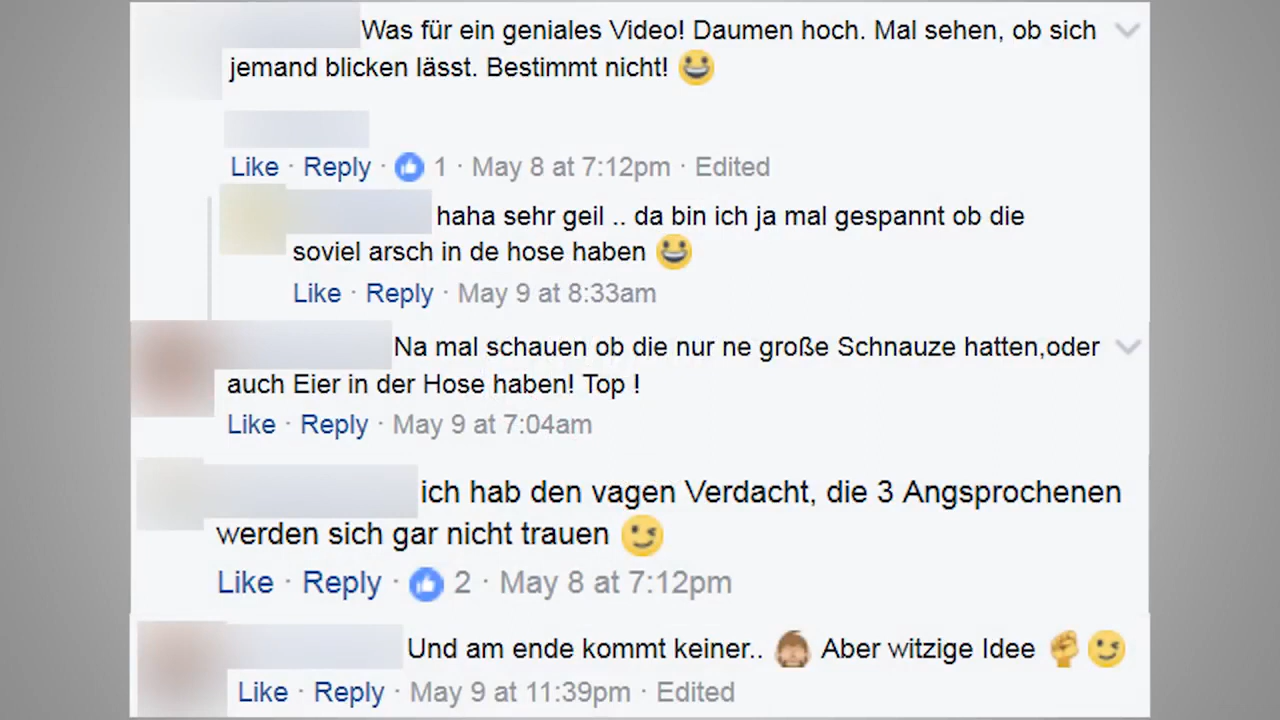 Was für ein geniales Video! Daumen hoch. Mal sehen, ob sich
jemand blicken lässt. Bestimmt nicht! 😀
Like · Reply · 1 · May 8 at 7:12pm · Edited
haha sehr geil .. da bin ich ja mal gespannt ob die
soviel arsch in de hose haben 😀
Like · Reply · May 9 at 8:33am
Na mal schauen ob die nur ne große Schnauze hatten,oder
auch Eier in der Hose haben! Top !
Like · Reply · May 9 at 7:04am
ich hab den vagen Verdacht, die 3 Angsprochenen
werden sich gar nicht trauen 😉
Like · Reply · 2 · May 8 at 7:12pm
Und am ende kommt keiner.. 🙈 Aber witzige Idee ✊😉
Like · Reply · May 9 at 11:39pm · Edited